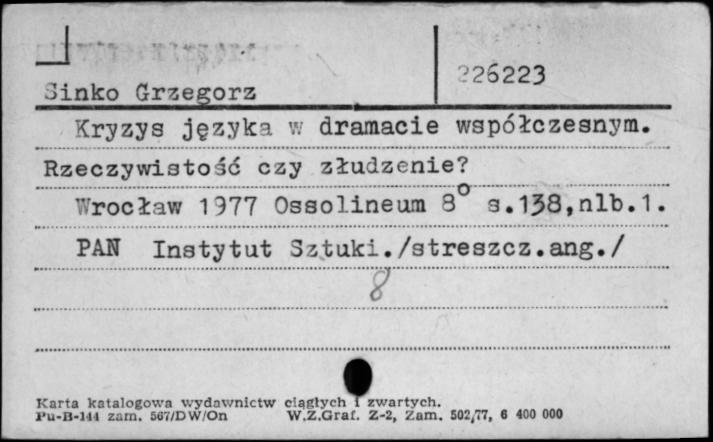 226223
Sinko Grzegorz
Kryzys języka w dramacie współczesnym.
Rzeczywistość czy złudzenie?
Wrocław 1977 Ossolineum 8° s.138,nlb.1.
PAN Instytut Sztuki./streszcz.ang./
8
Karta katalogowa wydawnictw ciągłych i zwartych.
Pu-B-144 zam. 567/DW/On W.Z.Graf. Z-2, Zam. 502/77, 6 400 000